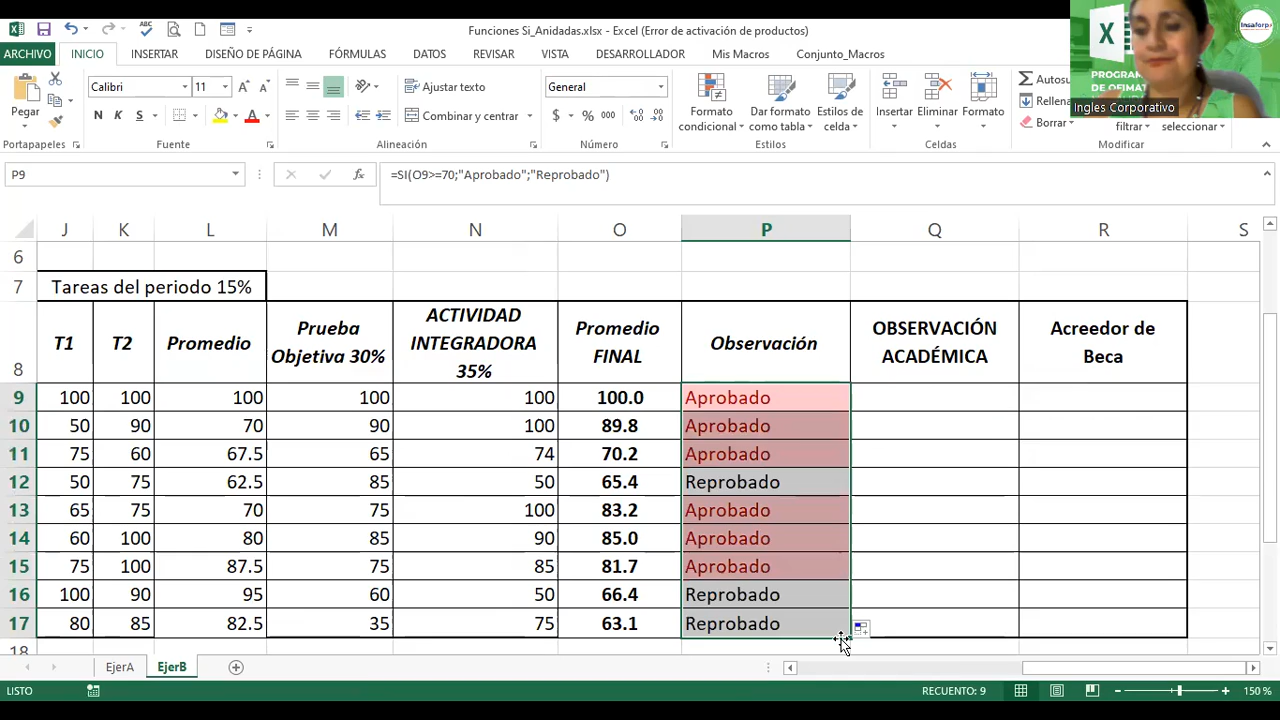 Funciones Si_Anidadas.xlsx - Excel (Error de activación de productos)
ARCHIVO INICIO INSERTAR DISEÑO DE PÁGINA FÓRMULAS DATOS REVISAR VISTA DESARROLLADOR Mis Macros Conjunto_Macros
Insaforp
PROGRAM
DE OFIMAT
Ingles Corporativo
Pegar
Calibri 11
N K S
Ajustar texto
Combinar y centrar
General
$ % 000
Formato condicional
Dar formato como tabla
Estilos de celda
Insertar Eliminar Formato
Autosu
Rellena
Borrar
filtrar seleccionar
Portapapeles Fuente Alineación Número Estilos Celdas Modificar
P9 fx =SI(O9>=70;"Aprobado";"Reprobado")
J K L M N O P Q R S
6
7 Tareas del periodo 15%
8 T1 T2 Promedio Prueba Objetiva 30% ACTIVIDAD INTEGRADORA 35% Promedio FINAL Observación OBSERVACIÓN ACADÉMICA Acreedor de Beca
9 100 100 100 100 100 100.0 Aprobado
10 50 90 70 90 100 89.8 Aprobado
11 75 60 67.5 65 74 70.2 Aprobado
12 50 75 62.5 85 50 65.4 Reprobado
13 65 75 70 75 100 83.2 Aprobado
14 60 100 80 85 90 85.0 Aprobado
15 75 100 87.5 75 85 81.7 Aprobado
16 100 90 95 60 50 66.4 Reprobado
17 80 85 82.5 35 75 63.1 Reprobado
18
EjerA EjerB
LISTO RECUENTO: 9 150 %